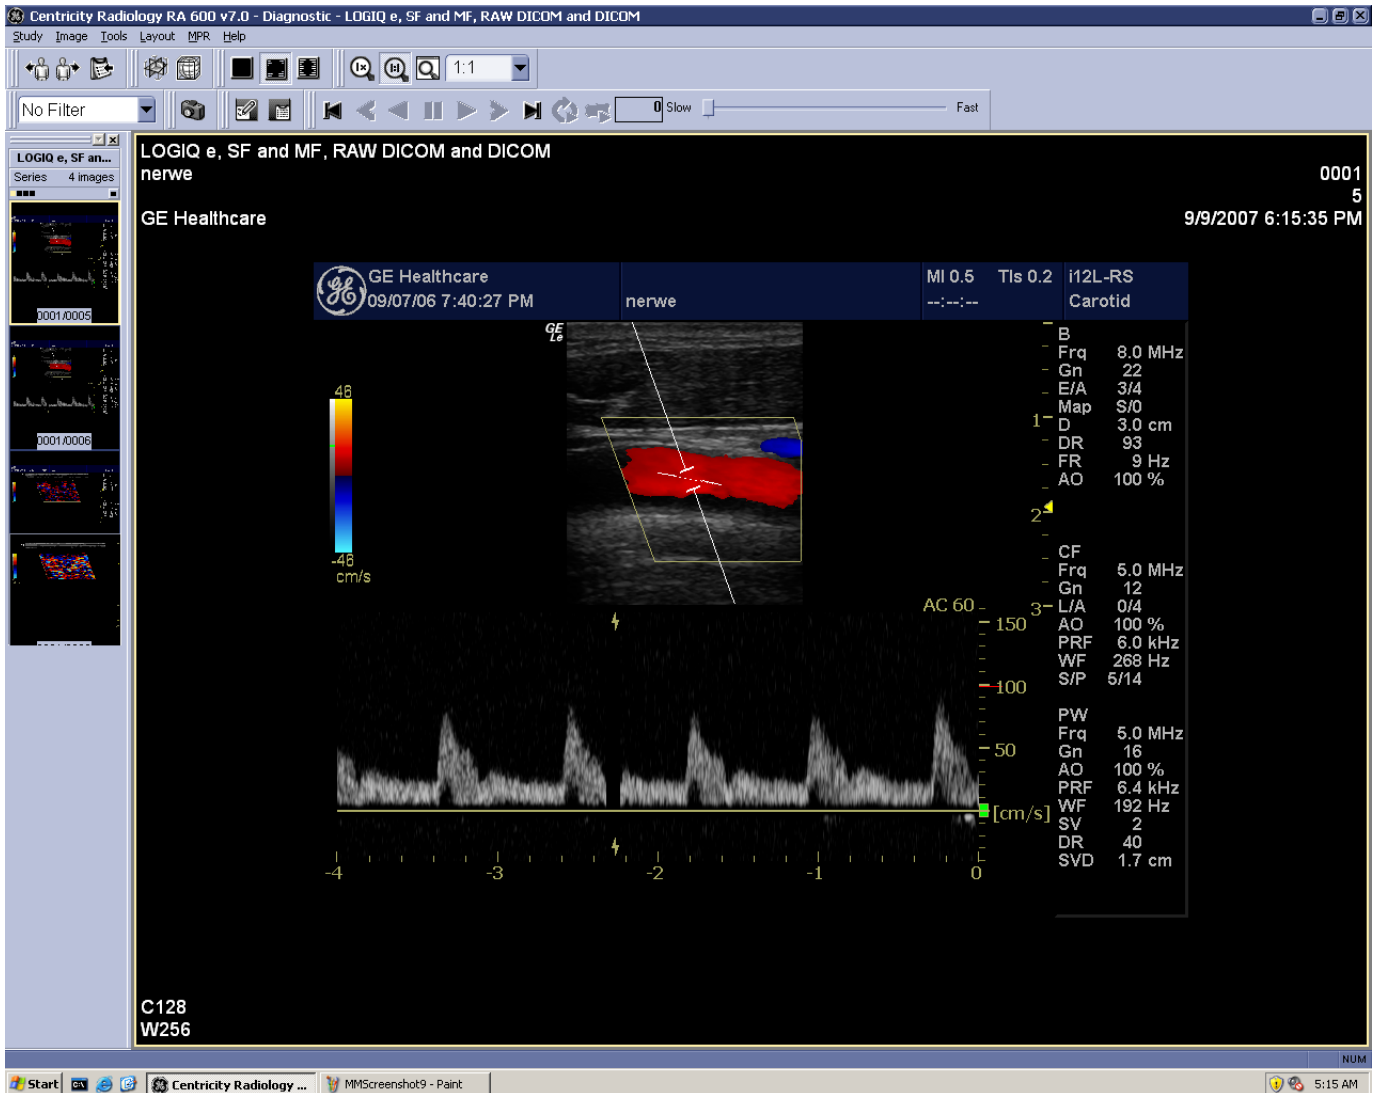 Centricity Radiology RA 600 v7.0 - Diagnostic - LOGIQ e, SF and MF, RAW DICOM and DICOM
Study Image Tools Layout MPR Help
1:1
No Filter
0 Slow Fast
LOGIQ e, SF an...
Series 4 images
0001/0005
0001/0006
LOGIQ e, SF and MF, RAW DICOM and DICOM
nerwe
GE Healthcare
0001
5
9/9/2007 6:15:35 PM
GE Healthcare
09/07/06 7:40:27 PM
nerwe
MI 0.5 TIs 0.2
--:--:--
i12L-RS
Carotid
GE
Le
46
-46
cm/s
1
2
3
B
Frq 8.0 MHz
Gn 22
E/A 3/4
Map S/0
D 3.0 cm
DR 93
FR 9 Hz
AO 100 %
CF
Frq 5.0 MHz
Gn 12
L/A 0/4
AO 100 %
PRF 6.0 kHz
WF 268 Hz
S/P 5/14
PW
Frq 5.0 MHz
Gn 16
AO 100 %
PRF 6.4 kHz
WF 192 Hz
SV 2
DR 40
SVD 1.7 cm
AC 60
150
100
50
[cm/s]
-4 -3 -2 -1 0
C128
W256
NUM
Start
Centricity Radiology ...
MMScreenshot9 - Paint
5:15 AM